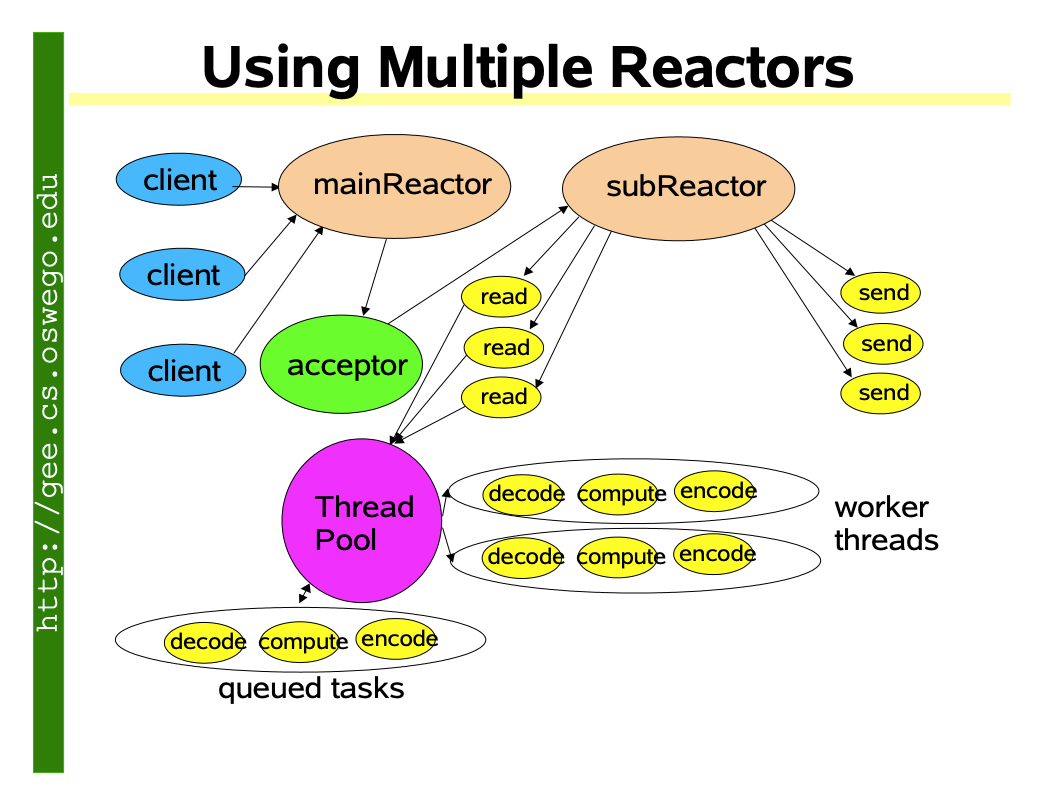 Using Multiple Reactors
http://gee.cs.oswego.edu
client
mainReactor
subReactor
client
client
acceptor
read
read
read
send
send
send
Thread
Pool
decode compute encode
decode compute encode
worker
threads
decode compute encode
queued tasks